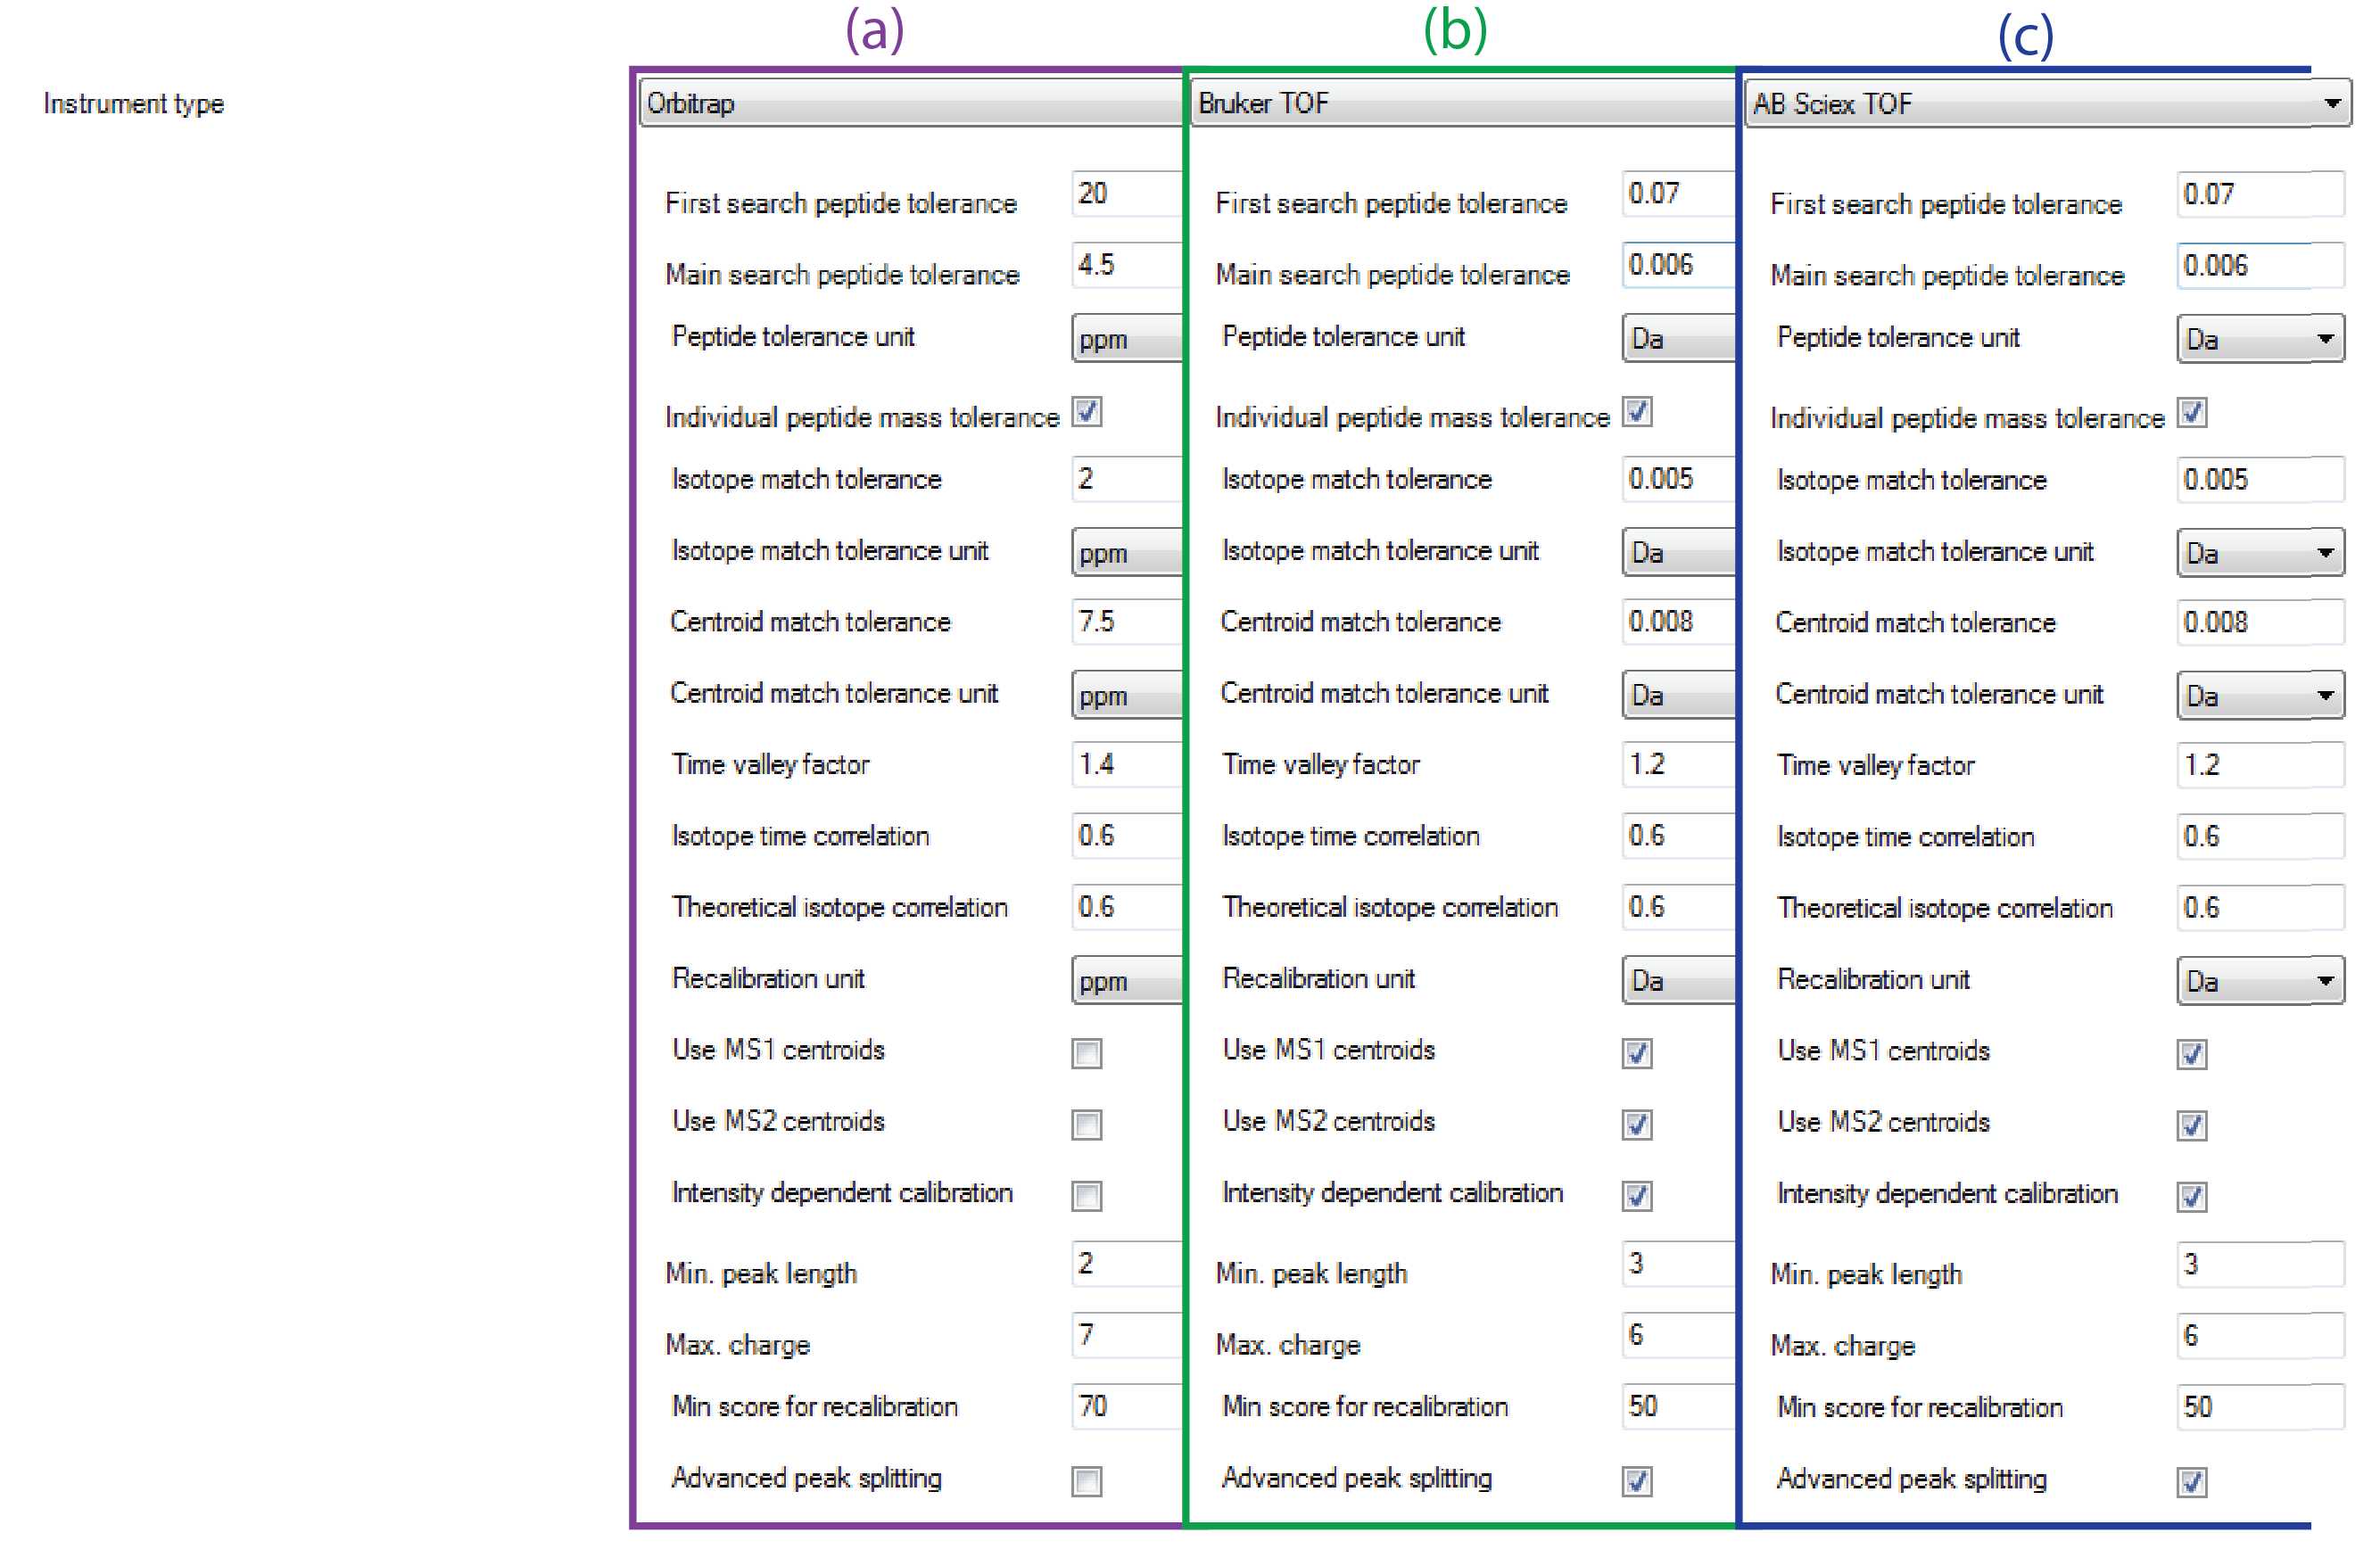 (a) (b) (c)
Instrument type Orbitrap Bruker TOF AB Sciex TOF
First search peptide tolerance 20 First search peptide tolerance 0.07 First search peptide tolerance 0.07
Main search peptide tolerance 4.5 Main search peptide tolerance 0.006 Main search peptide tolerance 0.006
Peptide tolerance unit ppm Peptide tolerance unit Da Peptide tolerance unit Da
Individual peptide mass tolerance Individual peptide mass tolerance Individual peptide mass tolerance
Isotope match tolerance 2 Isotope match tolerance 0.005 Isotope match tolerance 0.005
Isotope match tolerance unit ppm Isotope match tolerance unit Da Isotope match tolerance unit Da
Centroid match tolerance 7.5 Centroid match tolerance 0.008 Centroid match tolerance 0.008
Centroid match tolerance unit ppm Centroid match tolerance unit Da Centroid match tolerance unit Da
Time valley factor 1.4 Time valley factor 1.2 Time valley factor 1.2
Isotope time correlation 0.6 Isotope time correlation 0.6 Isotope time correlation 0.6
Theoretical isotope correlation 0.6 Theoretical isotope correlation 0.6 Theoretical isotope correlation 0.6
Recalibration unit ppm Recalibration unit Da Recalibration unit Da
Use MS1 centroids Use MS1 centroids Use MS1 centroids
Use MS2 centroids Use MS2 centroids Use MS2 centroids
Intensity dependent calibration Intensity dependent calibration Intensity dependent calibration
Min. peak length 2 Min. peak length 3 Min. peak length 3
Max. charge 7 Max. charge 6 Max. charge 6
Min score for recalibration 70 Min score for recalibration 50 Min score for recalibration 50
Advanced peak splitting Advanced peak splitting Advanced peak splitting